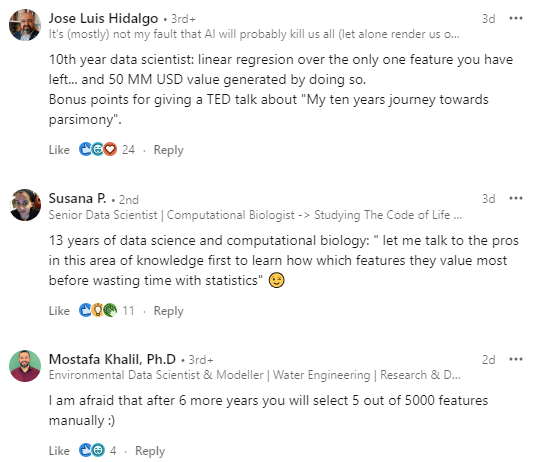 Jose Luis Hidalgo • 3rd+ 3d
It's (mostly) not my fault that AI will probably kill us all (let alone render us o...
10th year data scientist: linear regresion over the only one feature you have
left... and 50 MM USD value generated by doing so.
Bonus points for giving a TED talk about "My ten years journey towards
parsimony".
Like 24 · Reply
Susana P. • 2nd 3d
Senior Data Scientist | Computational Biologist -> Studying The Code of Life ...
13 years of data science and computational biology: " let me talk to the pros
in this area of knowledge first to learn how which features they value most
before wasting time with statistics" 😉
Like 11 · Reply
Mostafa Khalil, Ph.D • 3rd+ 2d
Environmental Data Scientist & Modeller | Water Engineering | Research & D...
I am afraid that after 6 more years you will select 5 out of 5000 features
manually :)
Like 4 · Reply